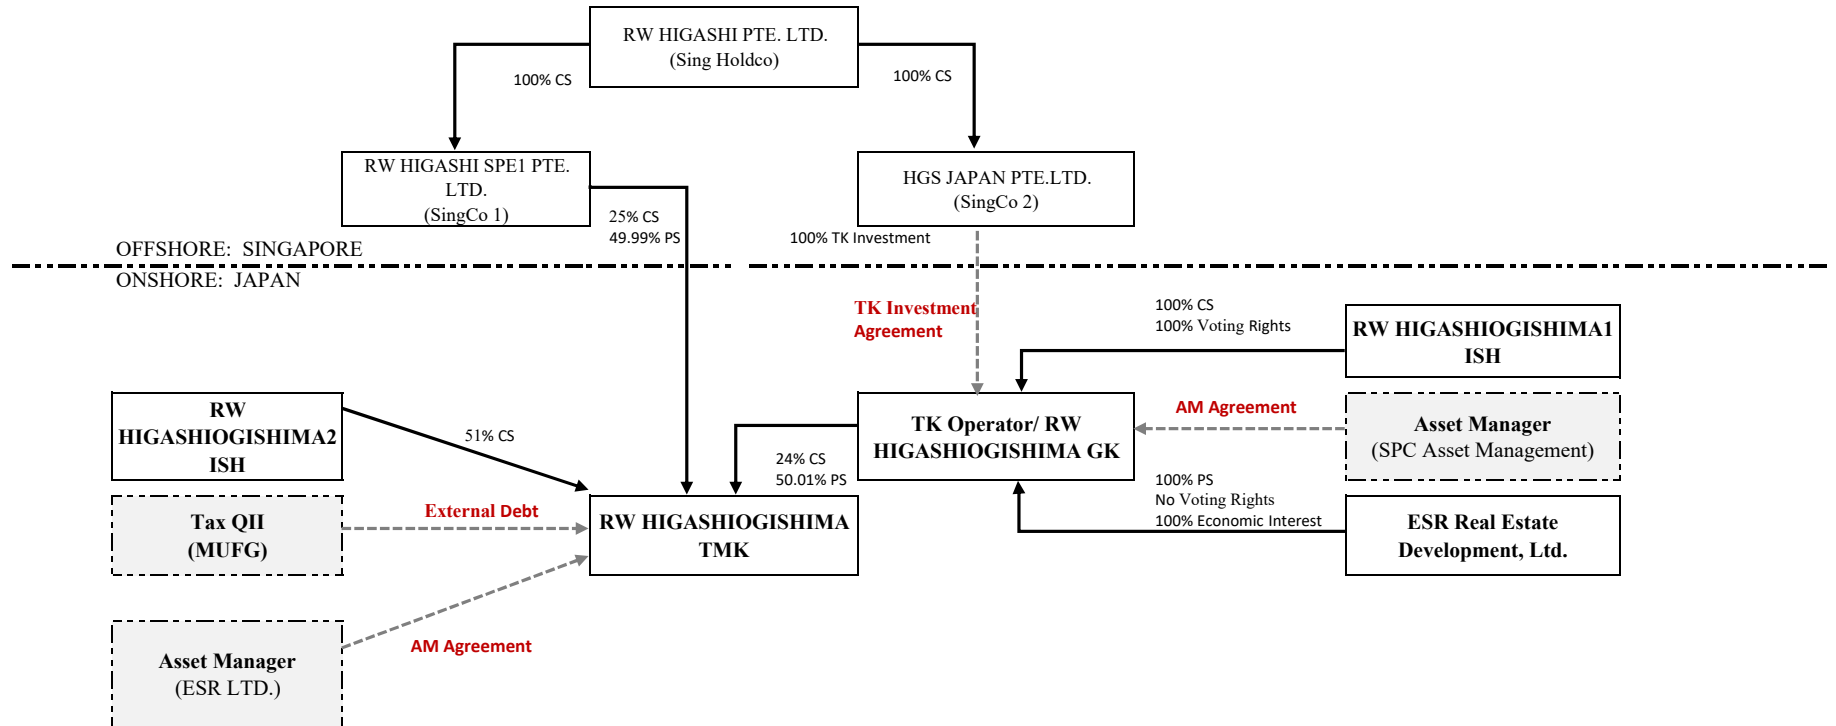 RW HIGASHI PTE. LTD.
(Sing Holdco)
100% CS
100% CS
RW HIGASHI SPE1 PTE.
LTD.
(SingCo 1)
HGS JAPAN PTE.LTD.
(SingCo 2)
25% CS
49.99% PS
100% TK Investment
OFFSHORE: SINGAPORE
ONSHORE: JAPAN
TK Investment
Agreement
100% CS
100% Voting Rights
RW HIGASHIOGISHIMA1
ISH
RW
HIGASHIOGISHIMA2
ISH
51% CS
TK Operator/ RW
HIGASHIOGISHIMA GK
AM Agreement
Asset Manager
(SPC Asset Management)
24% CS
50.01% PS
100% PS
No Voting Rights
100% Economic Interest
Tax QII
(MUFG)
External Debt
RW HIGASHIOGISHIMA
TMK
ESR Real Estate
Development, Ltd.
AM Agreement
Asset Manager
(ESR LTD.)